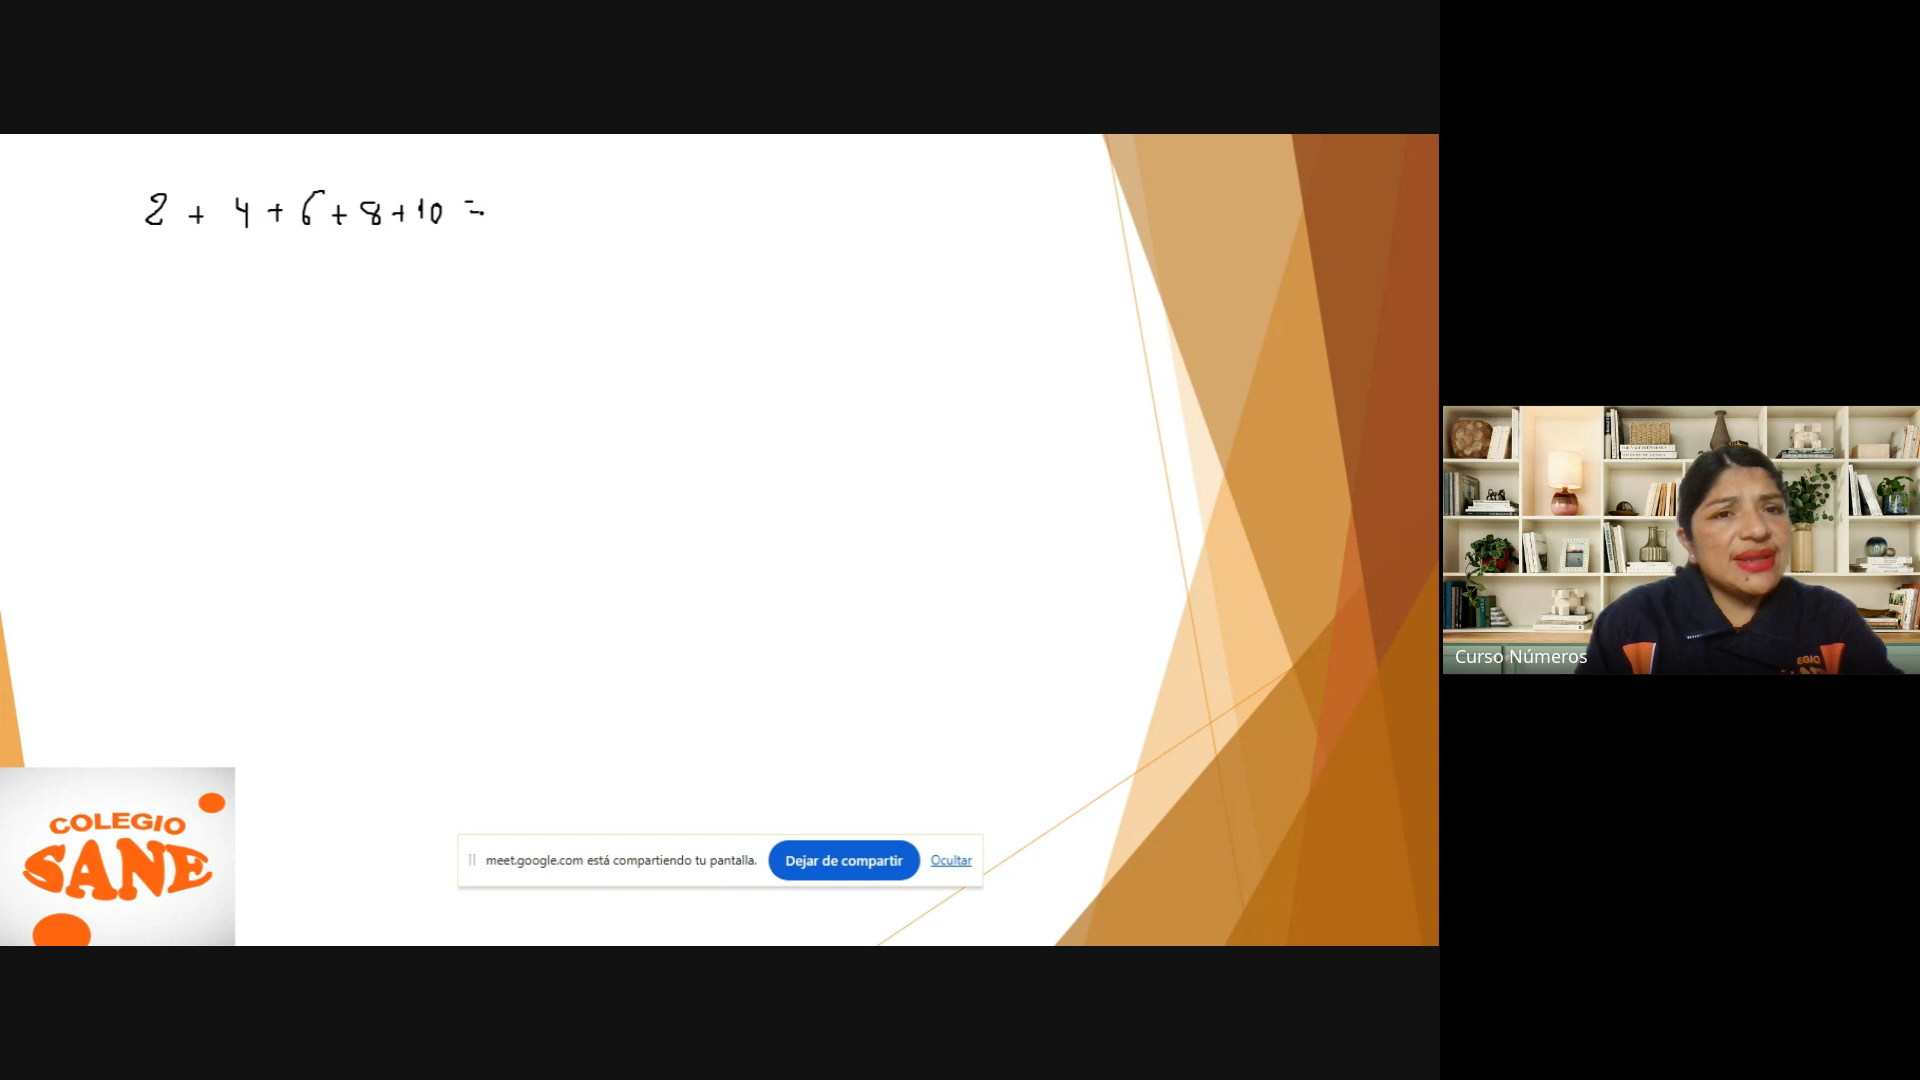 2 + 4 + 6 + 8 + 10 =
COLEGIO
SANE
meet.google.com está compartiendo tu pantalla. Dejar de compartir Ocultar
Curso Números
EGIO